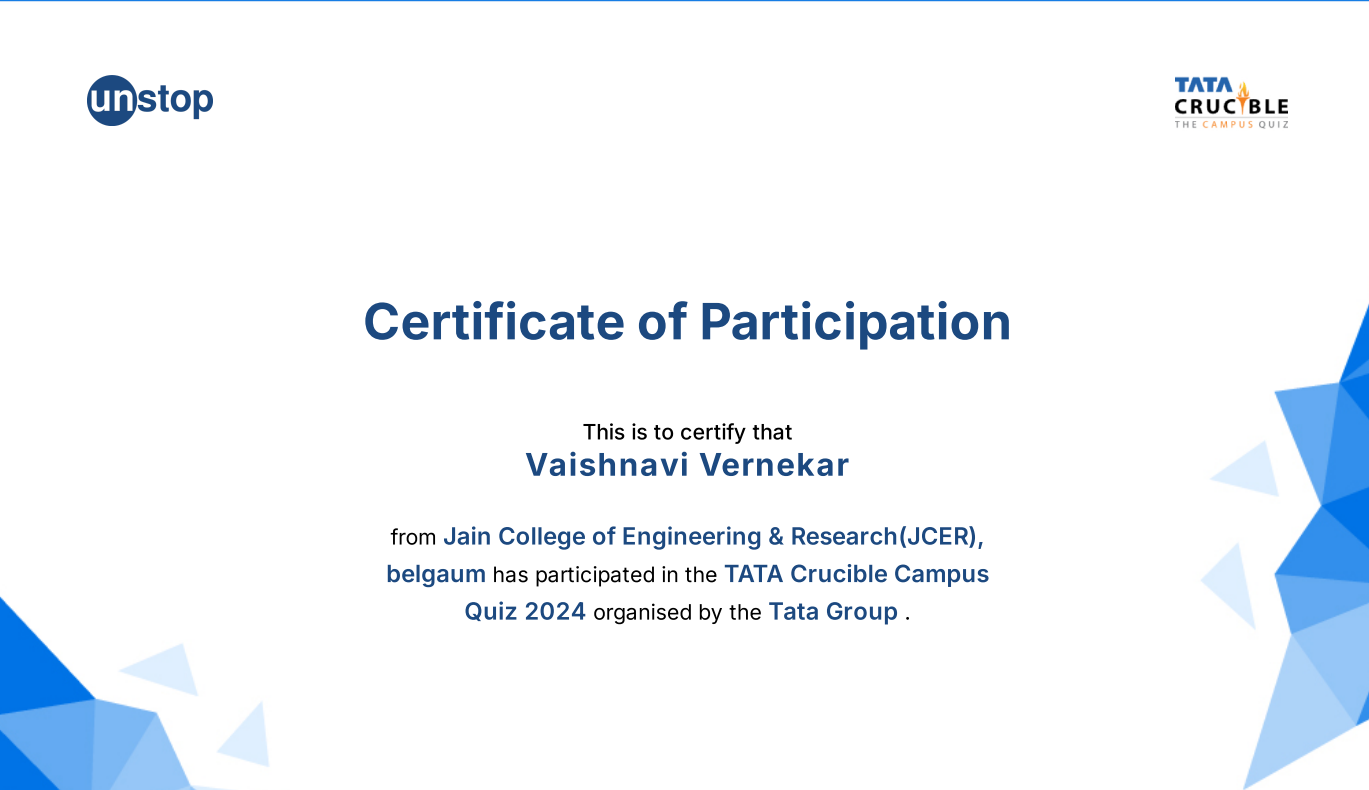 unstop
TATA
CRUCIBLE
THE CAMPUS QUIZ
Certificate of Participation
This is to certify that
Vaishnavi Vernekar
from Jain College of Engineering & Research(JCER),
belgaum has participated in the TATA Crucible Campus
Quiz 2024 organised by the Tata Group .